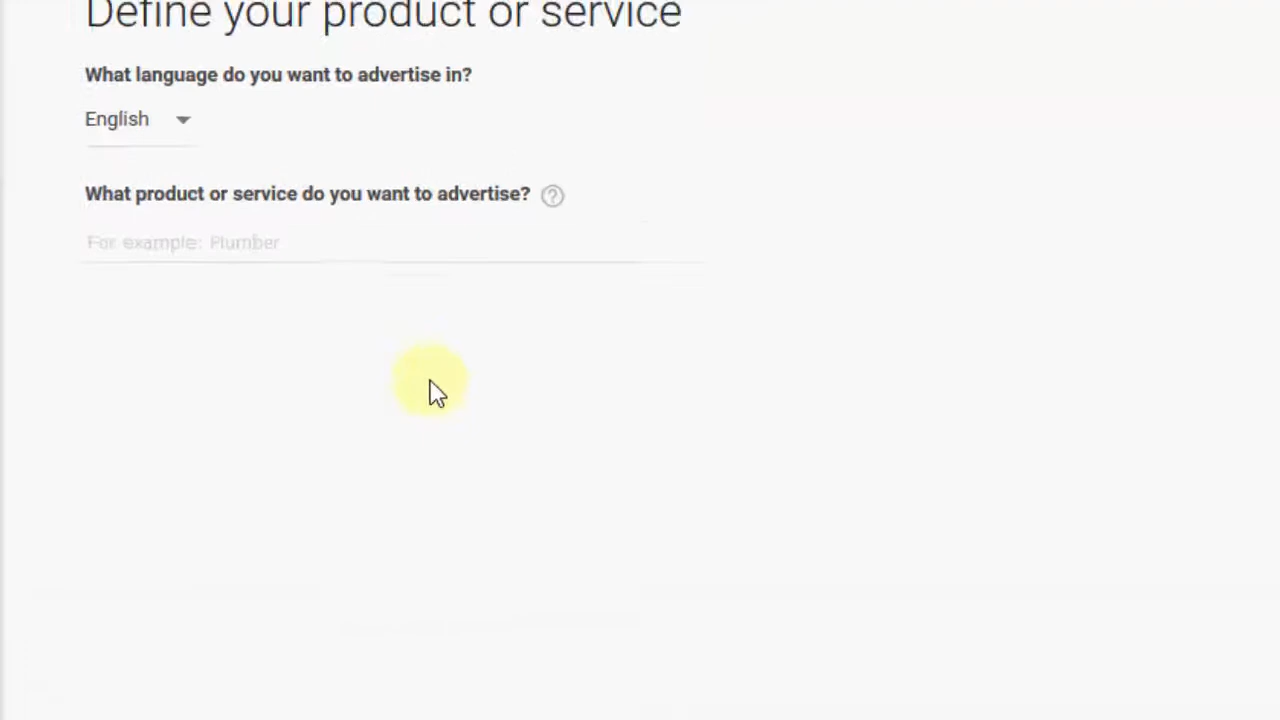 Define your product or service
What language do you want to advertise in?
English
What product or service do you want to advertise?
For example: Plumber